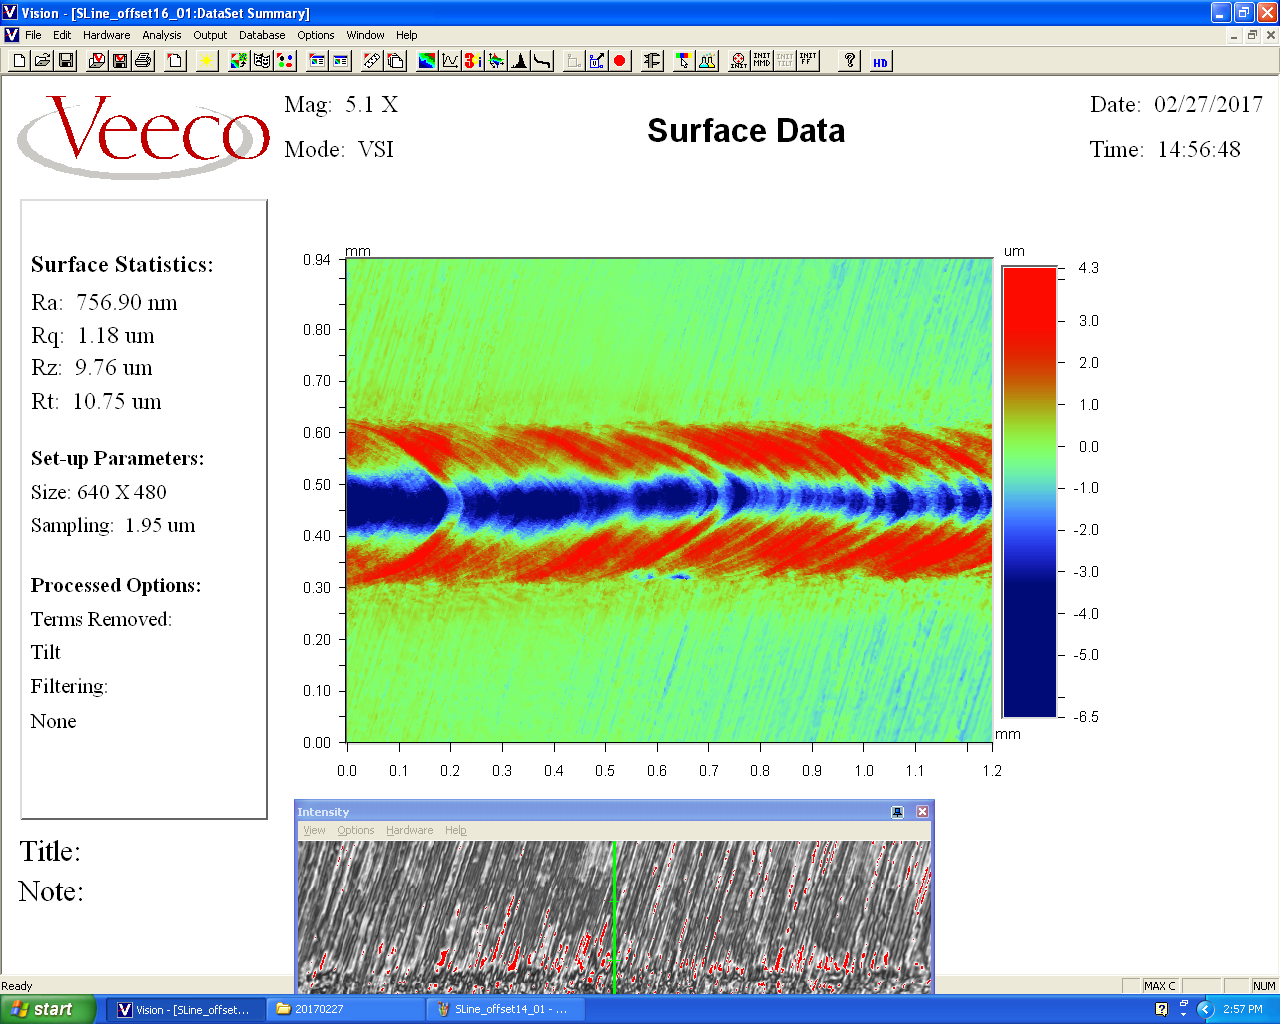 Vision - [SLine_offset16_01:DataSet Summary]
File Edit Hardware Analysis Output Database Options Window Help
INIT INIT MMD INIT TILT INIT FF ? HD
Veeco
Mag: 5.1 X
Mode: VSI
Surface Data
Date: 02/27/2017
Time: 14:56:48
Surface Statistics:
Ra: 756.90 nm
Rq: 1.18 um
Rz: 9.76 um
Rt: 10.75 um
Set-up Parameters:
Size: 640 X 480
Sampling: 1.95 um
Processed Options:
Terms Removed:
Tilt
Filtering:
None
Title:
Note:
mm
0.94
0.80
0.70
0.60
0.50
0.40
0.30
0.20
0.10
0.00
0.0 0.1 0.2 0.3 0.4 0.5 0.6 0.7 0.8 0.9 1.0 1.1 1.2
mm
um
4.3
3.0
2.0
1.0
0.0
-1.0
-2.0
-3.0
-4.0
-5.0
-6.5
Intensity
View Options Hardware Help
Ready
MAX C NUM
start Vision - [SLine_offset... 20170227 SLine_offset14_01 - ... 2:57 PM